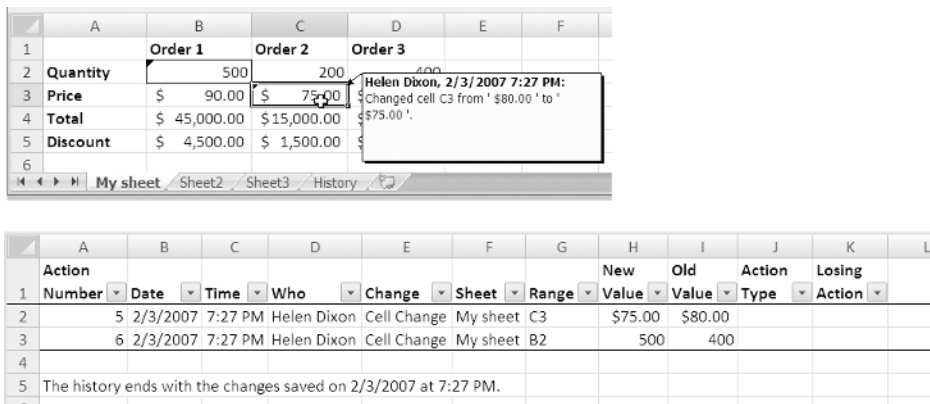 A B C D E F
1 Order 1 Order 2 Order 3
2 Quantity 500 200 400
3 Price $ 90.00 $ 75.00 $
4 Total $ 45,000.00 $15,000.00 $
5 Discount $ 4,500.00 $ 1,500.00 $
6
Helen Dixon, 2/3/2007 7:27 PM:
Changed cell C3 from ' $80.00 ' to '
$75.00 '.
My sheet Sheet2 Sheet3 History
A B C D E F G H I J K L
Action New Old Action Losing
1 Number Date Time Who Change Sheet Range Value Value Type Action
2 5 2/3/2007 7:27 PM Helen Dixon Cell Change My sheet C3 $75.00 $80.00
3 6 2/3/2007 7:27 PM Helen Dixon Cell Change My sheet B2 500 400
4
5 The history ends with the changes saved on 2/3/2007 at 7:27 PM.